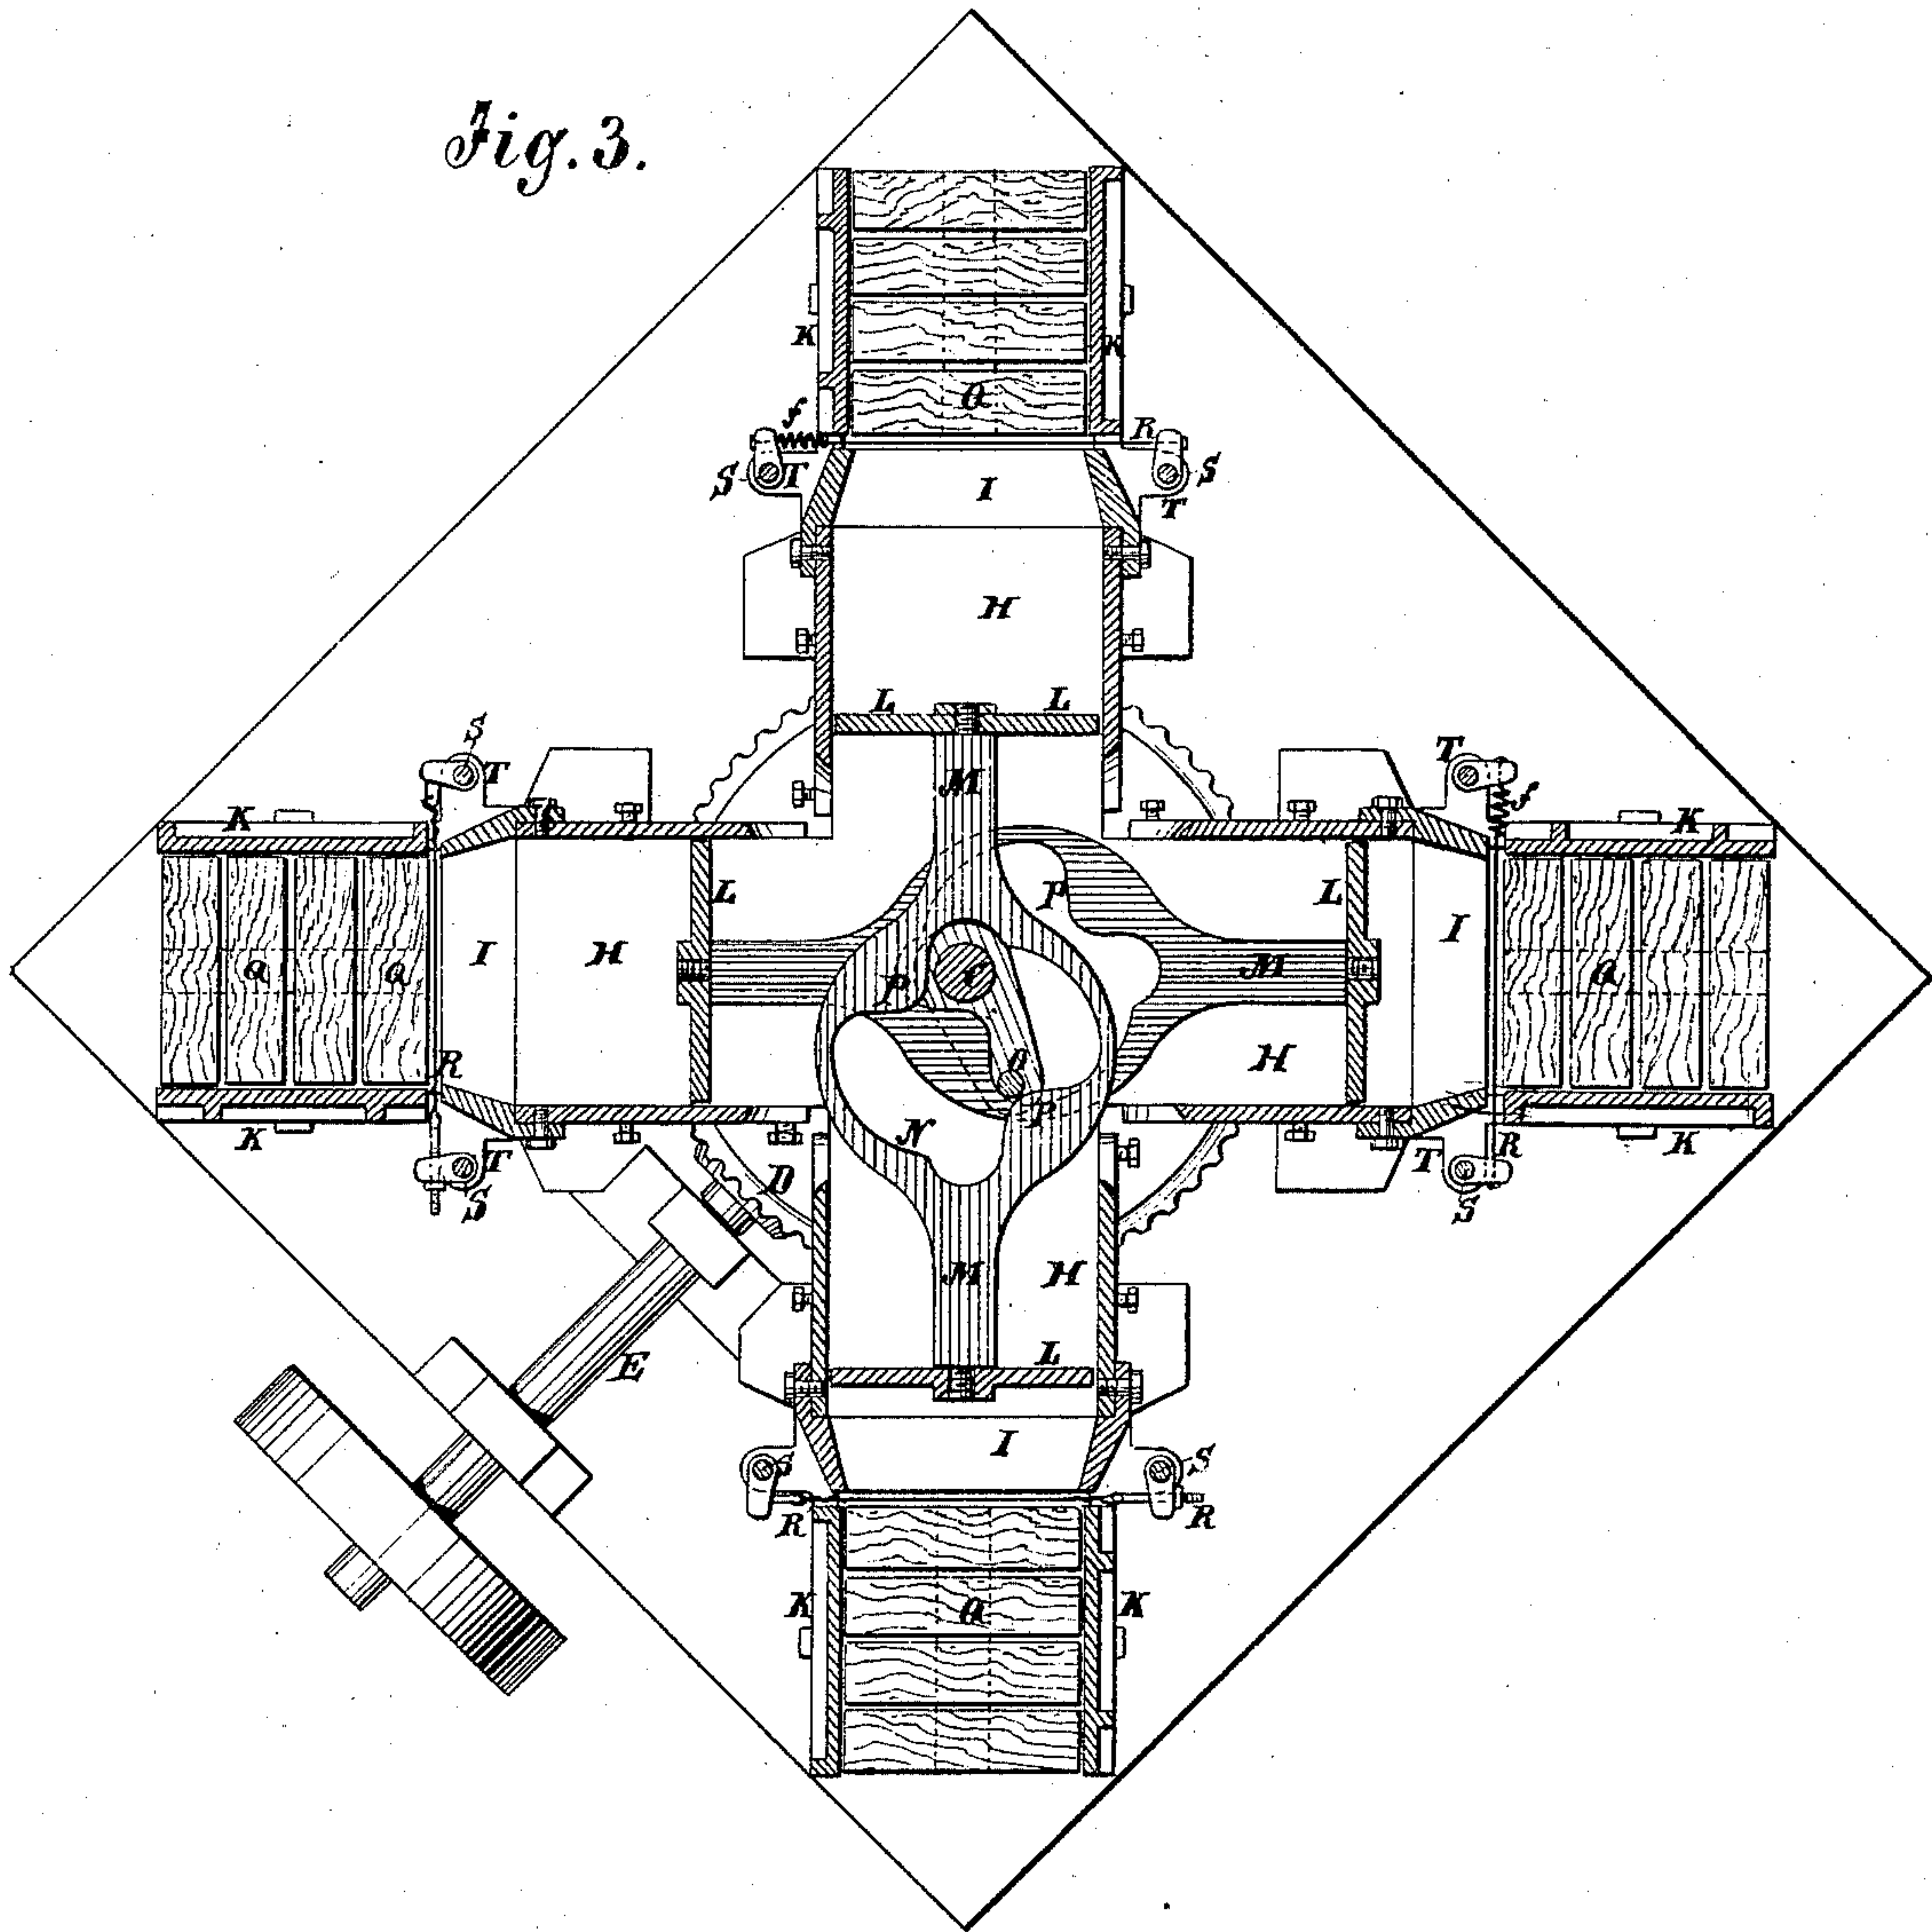 Fig. 3.
K K
Q
f R
S T I S
T
H
L L
S T M T f
K K
L P L
Q Q I H P C M I Q
R O H
N P
K T D T R K
S S
M H
E L
I
S S
R R
K Q K